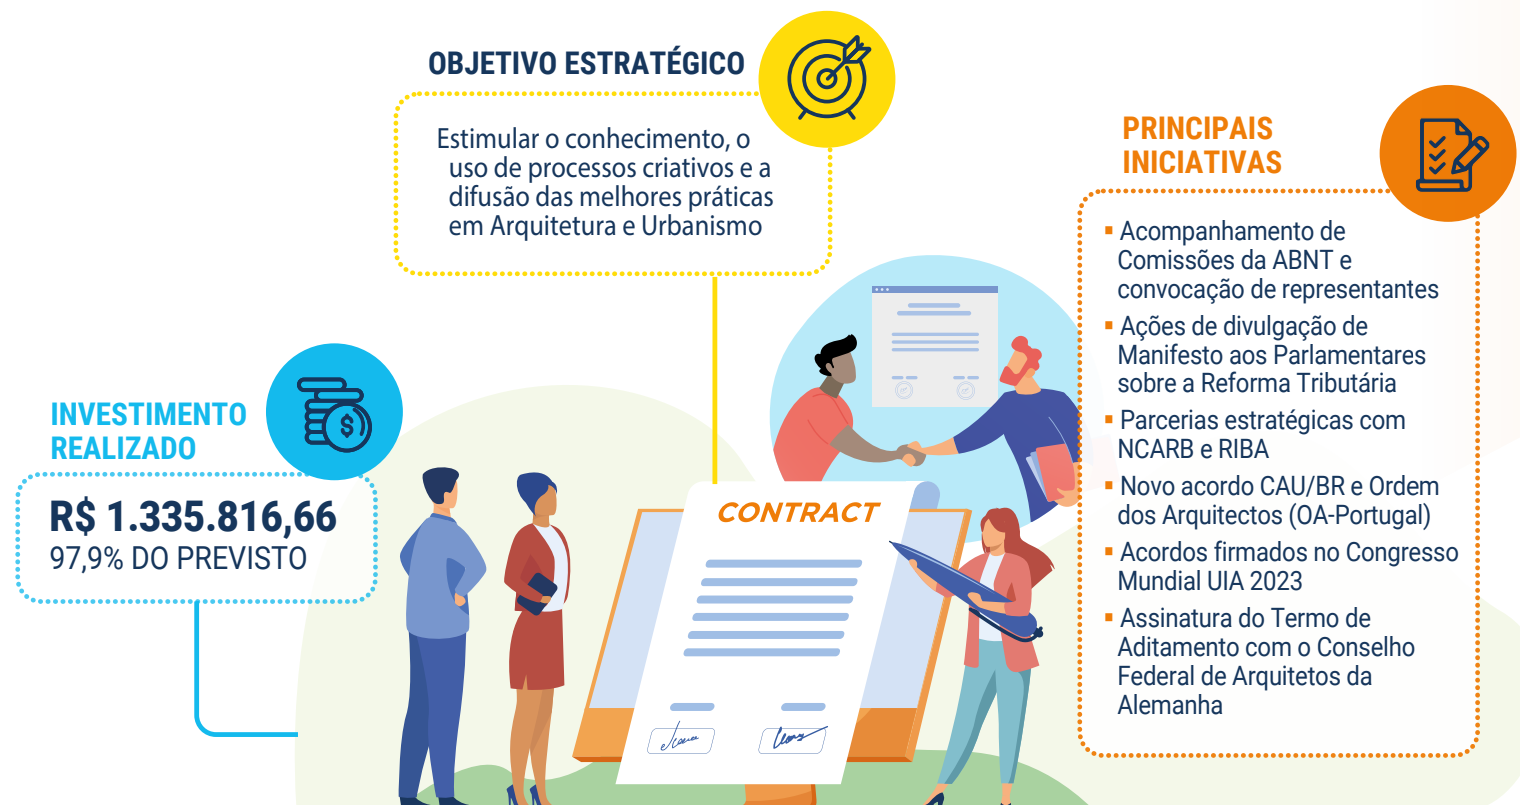 OBJETIVO ESTRATÉGICO
Estimular o conhecimento, o
uso de processos criativos e a
difusão das melhores práticas
em Arquitetura e Urbanismo
PRINCIPAIS
INICIATIVAS
▪ Acompanhamento de
Comissões da ABNT e
convocação de representantes
▪ Ações de divulgação de
Manifesto aos Parlamentares
sobre a Reforma Tributária
▪ Parcerias estratégicas com
NCARB e RIBA
▪ Novo acordo CAU/BR e Ordem
dos Arquitectos (OA-Portugal)
▪ Acordos firmados no Congresso
Mundial UIA 2023
▪ Assinatura do Termo de
Aditamento com o Conselho
Federal de Arquitetos da
Alemanha
INVESTIMENTO
REALIZADO
$
R$ 1.335.816,66
97,9% DO PREVISTO
CONTRACT